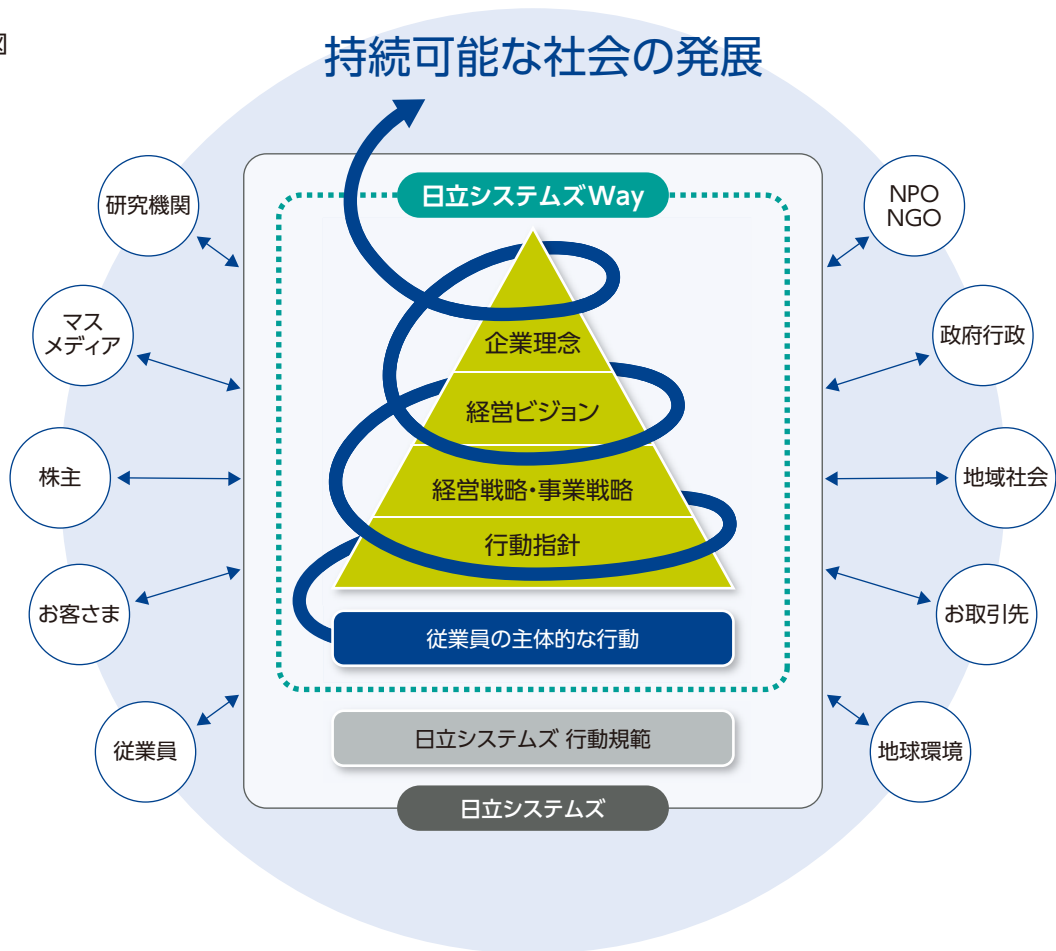 図
持続可能な社会の発展
日立システムズWay
企業理念
経営ビジョン
経営戦略・事業戦略
行動指針
従業員の主体的な行動
日立システムズ 行動規範
日立システムズ
研究機関
マス
メディア
株主
お客さま
従業員
NPO
NGO
政府行政
地域社会
お取引先
地球環境